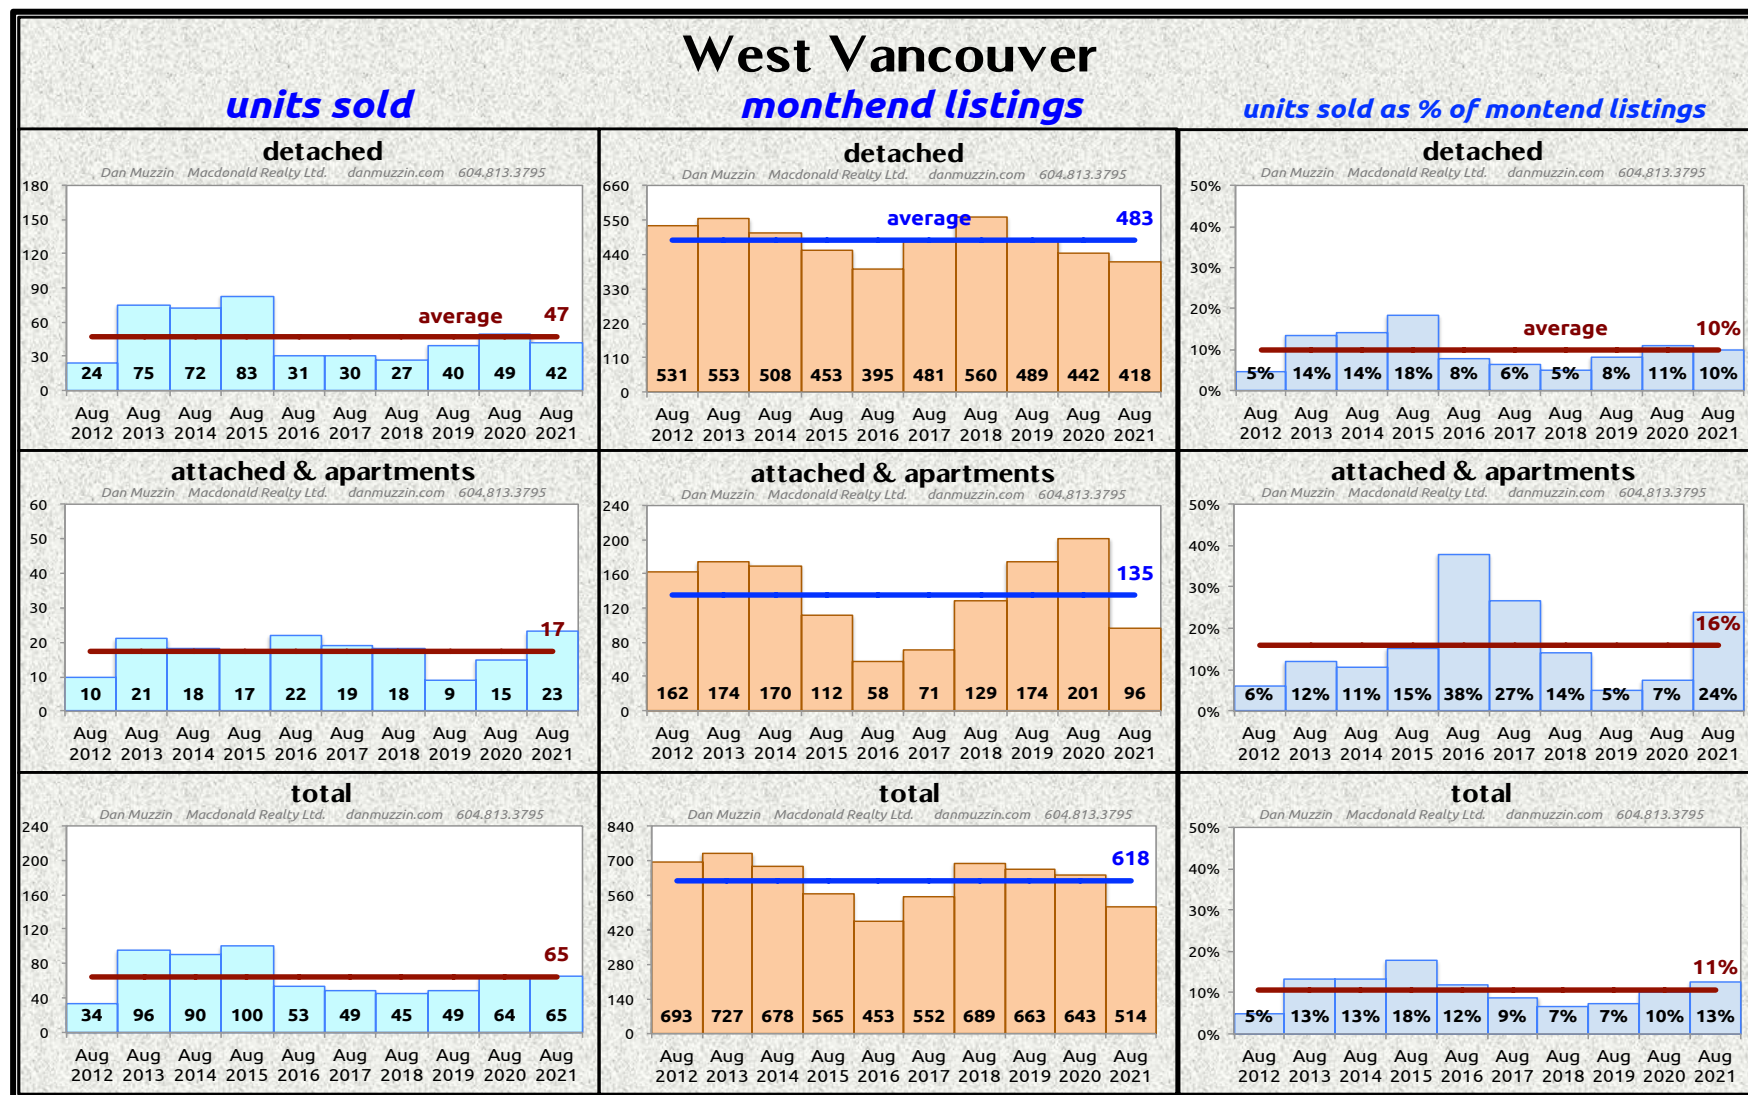 West Vancouver
units sold
monthend listings
units sold as % of montend listings
detached
Dan Muzzin Macdonald Realty Ltd. danmuzzin.com 604.813.3795
180
150
120
90
60
30
0
average 47
24 75 72 83 31 30 27 40 49 42
Aug Aug Aug Aug Aug Aug Aug Aug Aug Aug
2012 2013 2014 2015 2016 2017 2018 2019 2020 2021
detached
Dan Muzzin Macdonald Realty Ltd. danmuzzin.com 604.813.3795
660
550
440
330
220
110
0
average 483
531 553 508 453 395 481 560 489 442 418
Aug Aug Aug Aug Aug Aug Aug Aug Aug Aug
2012 2013 2014 2015 2016 2017 2018 2019 2020 2021
detached
Dan Muzzin Macdonald Realty Ltd. danmuzzin.com 604.813.3795
50%
40%
30%
20%
10%
0%
average 10%
5% 14% 14% 18% 8% 6% 5% 8% 11% 10%
Aug Aug Aug Aug Aug Aug Aug Aug Aug Aug
2012 2013 2014 2015 2016 2017 2018 2019 2020 2021
attached & apartments
Dan Muzzin Macdonald Realty Ltd. danmuzzin.com 604.813.3795
60
50
40
30
20
10
0
17
10 21 18 17 22 19 18 9 15 23
Aug Aug Aug Aug Aug Aug Aug Aug Aug Aug
2012 2013 2014 2015 2016 2017 2018 2019 2020 2021
attached & apartments
Dan Muzzin Macdonald Realty Ltd. danmuzzin.com 604.813.3795
240
200
160
120
80
40
0
135
162 174 170 112 58 71 129 174 201 96
Aug Aug Aug Aug Aug Aug Aug Aug Aug Aug
2012 2013 2014 2015 2016 2017 2018 2019 2020 2021
attached & apartments
Dan Muzzin Macdonald Realty Ltd. danmuzzin.com 604.813.3795
50%
40%
30%
20%
10%
0%
16%
6% 12% 11% 15% 38% 27% 14% 5% 7% 24%
Aug Aug Aug Aug Aug Aug Aug Aug Aug Aug
2012 2013 2014 2015 2016 2017 2018 2019 2020 2021
total
Dan Muzzin Macdonald Realty Ltd. danmuzzin.com 604.813.3795
240
200
160
120
80
40
0
65
34 96 90 100 53 49 45 49 64 65
Aug Aug Aug Aug Aug Aug Aug Aug Aug Aug
2012 2013 2014 2015 2016 2017 2018 2019 2020 2021
total
Dan Muzzin Macdonald Realty Ltd. danmuzzin.com 604.813.3795
840
700
560
420
280
140
0
618
693 727 678 565 453 552 689 663 643 514
Aug Aug Aug Aug Aug Aug Aug Aug Aug Aug
2012 2013 2014 2015 2016 2017 2018 2019 2020 2021
total
Dan Muzzin Macdonald Realty Ltd. danmuzzin.com 604.813.3795
50%
40%
30%
20%
10%
0%
11%
5% 13% 13% 18% 12% 9% 7% 7% 10% 13%
Aug Aug Aug Aug Aug Aug Aug Aug Aug Aug
2012 2013 2014 2015 2016 2017 2018 2019 2020 2021